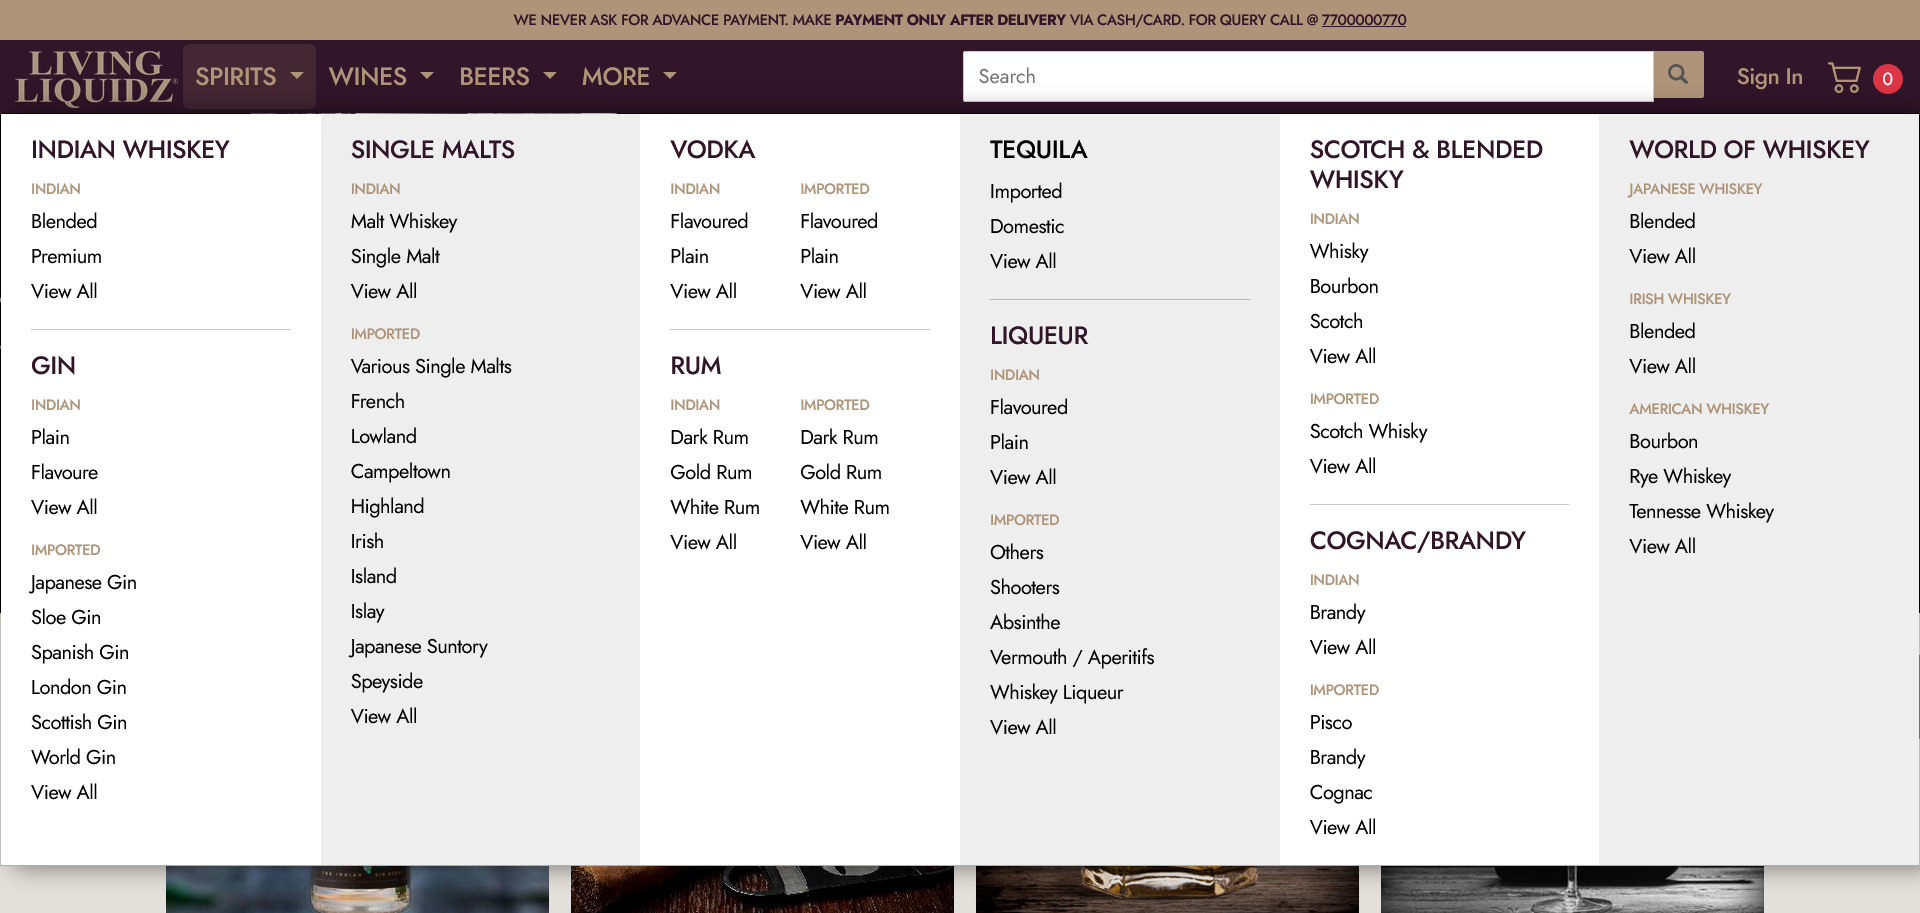 WE NEVER ASK FOR ADVANCE PAYMENT. MAKE PAYMENT ONLY AFTER DELIVERY VIA CASH/CARD. FOR QUERY CALL @ 7700000770
LIVING
LIQUIDZ
SPIRITS
WINES
BEERS
MORE
Search
Sign In
0
INDIAN WHISKEY
INDIAN
Blended
Premium
View All
GIN
INDIAN
Plain
Flavoure
View All
IMPORTED
Japanese Gin
Sloe Gin
Spanish Gin
London Gin
Scottish Gin
World Gin
View All
SINGLE MALTS
INDIAN
Malt Whiskey
Single Malt
View All
IMPORTED
Various Single Malts
French
Lowland
Campeltown
Highland
Irish
Island
Islay
Japanese Suntory
Speyside
View All
VODKA
INDIAN
Flavoured
Plain
View All
IMPORTED
Flavoured
Plain
View All
RUM
INDIAN
Dark Rum
Gold Rum
White Rum
View All
IMPORTED
Dark Rum
Gold Rum
White Rum
View All
TEQUILA
Imported
Domestic
View All
LIQUEUR
INDIAN
Flavoured
Plain
View All
IMPORTED
Others
Shooters
Absinthe
Vermouth / Aperitifs
Whiskey Liqueur
View All
SCOTCH & BLENDED
WHISKY
INDIAN
Whisky
Bourbon
Scotch
View All
IMPORTED
Scotch Whisky
View All
COGNAC/BRANDY
INDIAN
Brandy
View All
IMPORTED
Pisco
Brandy
Cognac
View All
WORLD OF WHISKEY
JAPANESE WHISKEY
Blended
View All
IRISH WHISKEY
Blended
View All
AMERICAN WHISKEY
Bourbon
Rye Whiskey
Tennesse Whiskey
View All